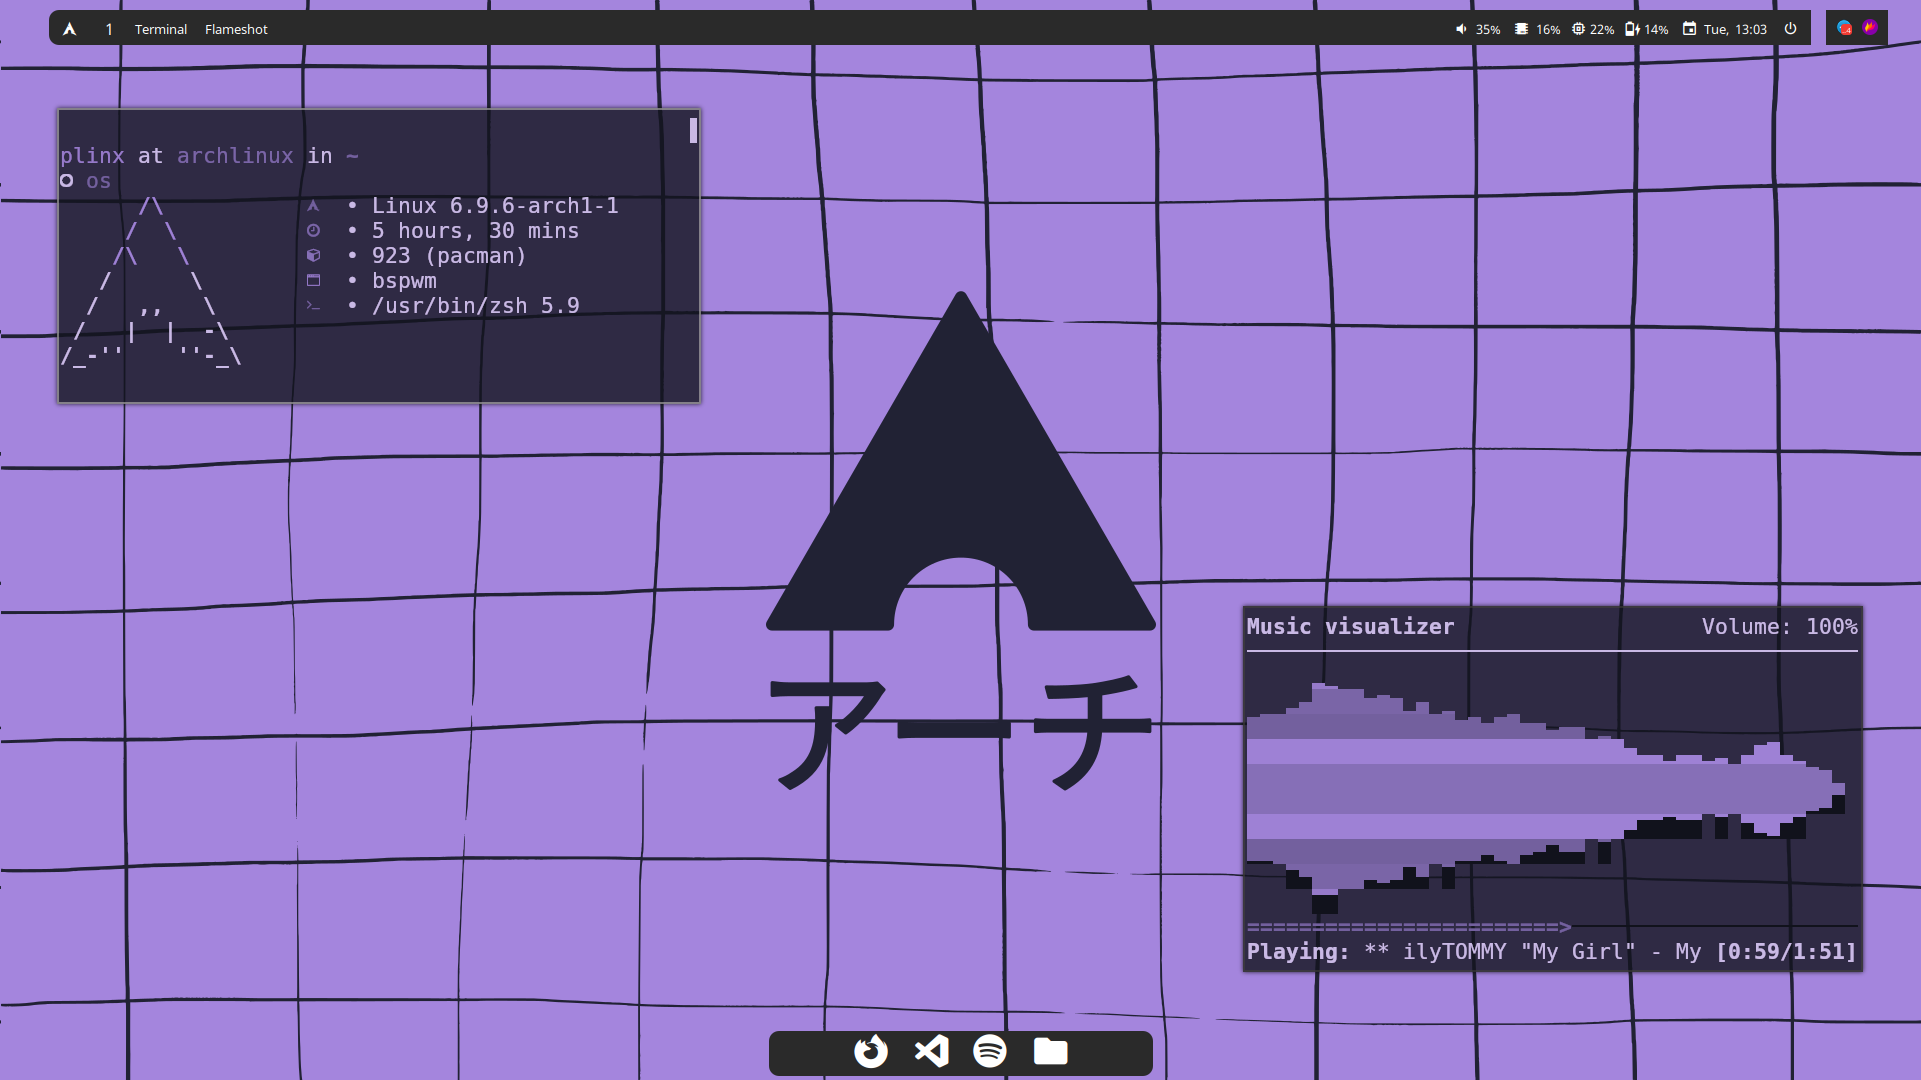 1 Terminal Flameshot 35% 16% 22% 14% Tue, 13:03
plinx at archlinux in ~
os
• Linux 6.9.6-arch1-1
• 5 hours, 30 mins
• 923 (pacman)
• bspwm
• /usr/bin/zsh 5.9
アーチ
Music visualizer Volume: 100%
========================>
Playing: ** ilyTOMMY "My Girl" - My [0:59/1:51]